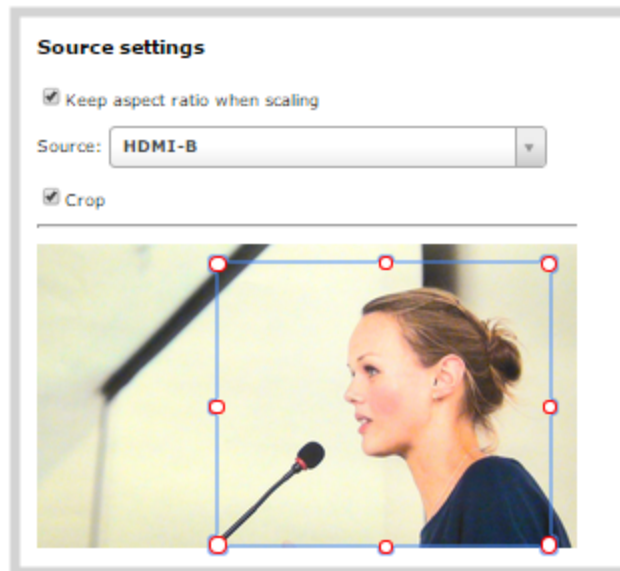 Source settings
Keep aspect ratio when scaling
Source: HDMI-B
Crop